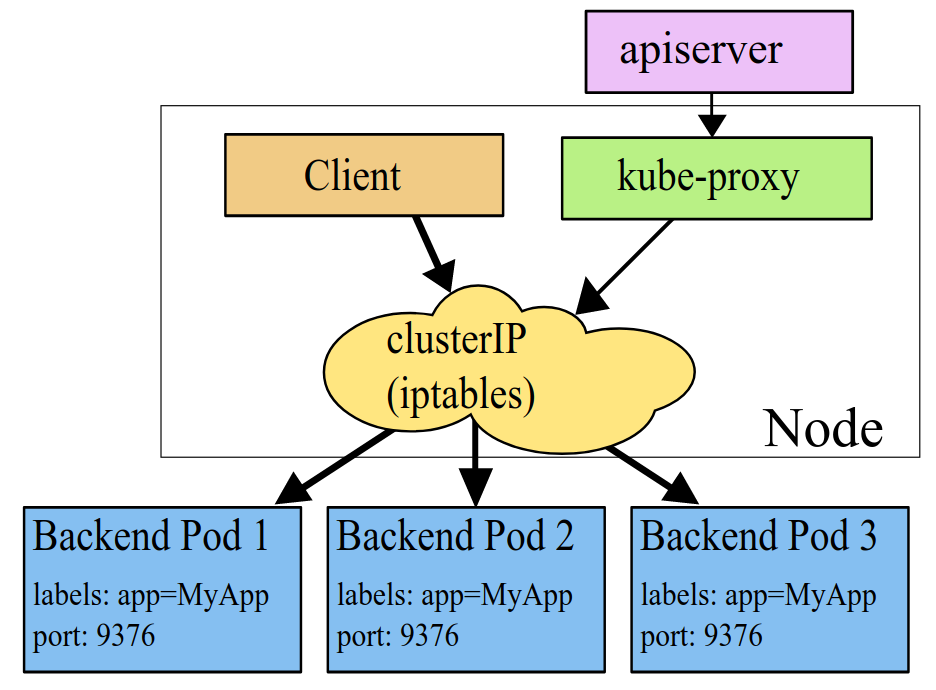 apiserver
Client
kube-proxy
clusterIP
(iptables)
Node
Backend Pod 1
labels: app=MyApp
port: 9376
Backend Pod 2
labels: app=MyApp
port: 9376
Backend Pod 3
labels: app=MyApp
port: 9376